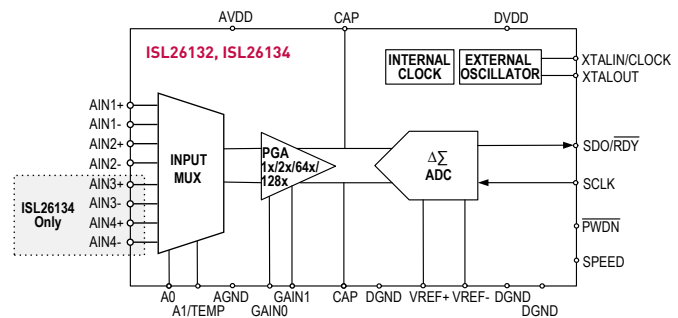 AVDD
CAP
DVDD
ISL26132, ISL26134
INTERNAL
CLOCK
EXTERNAL
OSCILLATOR
XTALIN/CLOCK
XTALOUT
AIN1+
AIN1-
AIN2+
AIN2-
AIN3+
AIN3-
AIN4+
AIN4-
ISL26134
Only
INPUT
MUX
PGA
1x/2x/64x/
128x
ΔΣ
ADC
SDO/RDY
SCLK
PWDN
SPEED
A0
A1/TEMP
AGND
GAIN0
GAIN1
CAP
DGND
VREF+
VREF-
DGND
DGND